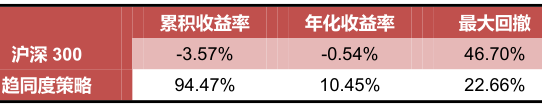 累积收益率 年化收益率 最大回撤
沪深 300 -3.57% -0.54% 46.70%
趋同度策略 94.47% 10.45% 22.66%